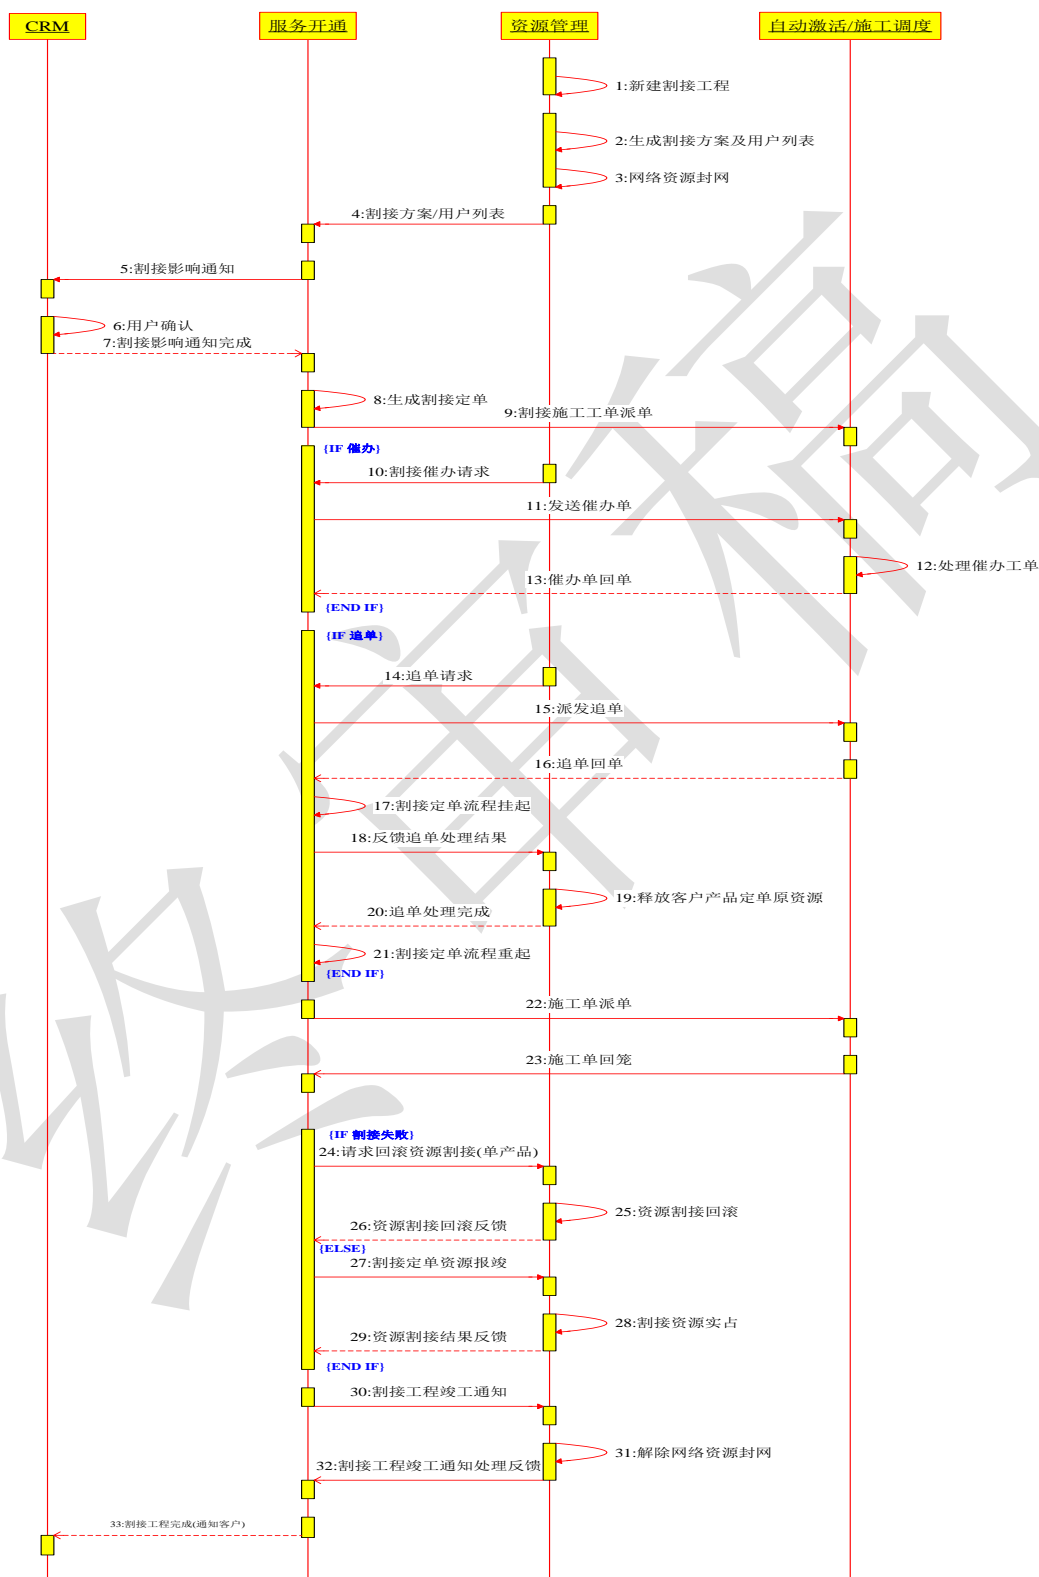 CRM
服务开通
资源管理
自动激活/施工调度
1:新建割接工程
2:生成割接方案及用户列表
3:网络资源封网
4:割接方案/用户列表
5:割接影响通知
6:用户确认
7:割接影响通知完成
8:生成割接定单
9:割接施工工单派单
{IF 催办}
10:割接催办请求
11:发送催办单
12:处理催办工单
13:催办单回单
{END IF}
{IF 追单}
14:追单请求
15:派发追单
16:追单回单
17:割接定单流程挂起
18:反馈追单处理结果
19:释放客户产品定单原资源
20:追单处理完成
21:割接定单流程重起
{END IF}
22:施工单派单
23:施工单回笼
{IF 割接失败}
24:请求回滚资源割接(单产品)
25:资源割接回滚
26:资源割接回滚反馈
{ELSE}
27:割接定单资源报竣
28:割接资源实占
29:资源割接结果反馈
{END IF}
30:割接工程竣工通知
31:解除网络资源封网
32:割接工程竣工通知处理反馈
33:割接工程完成(通知客户)
终审稿